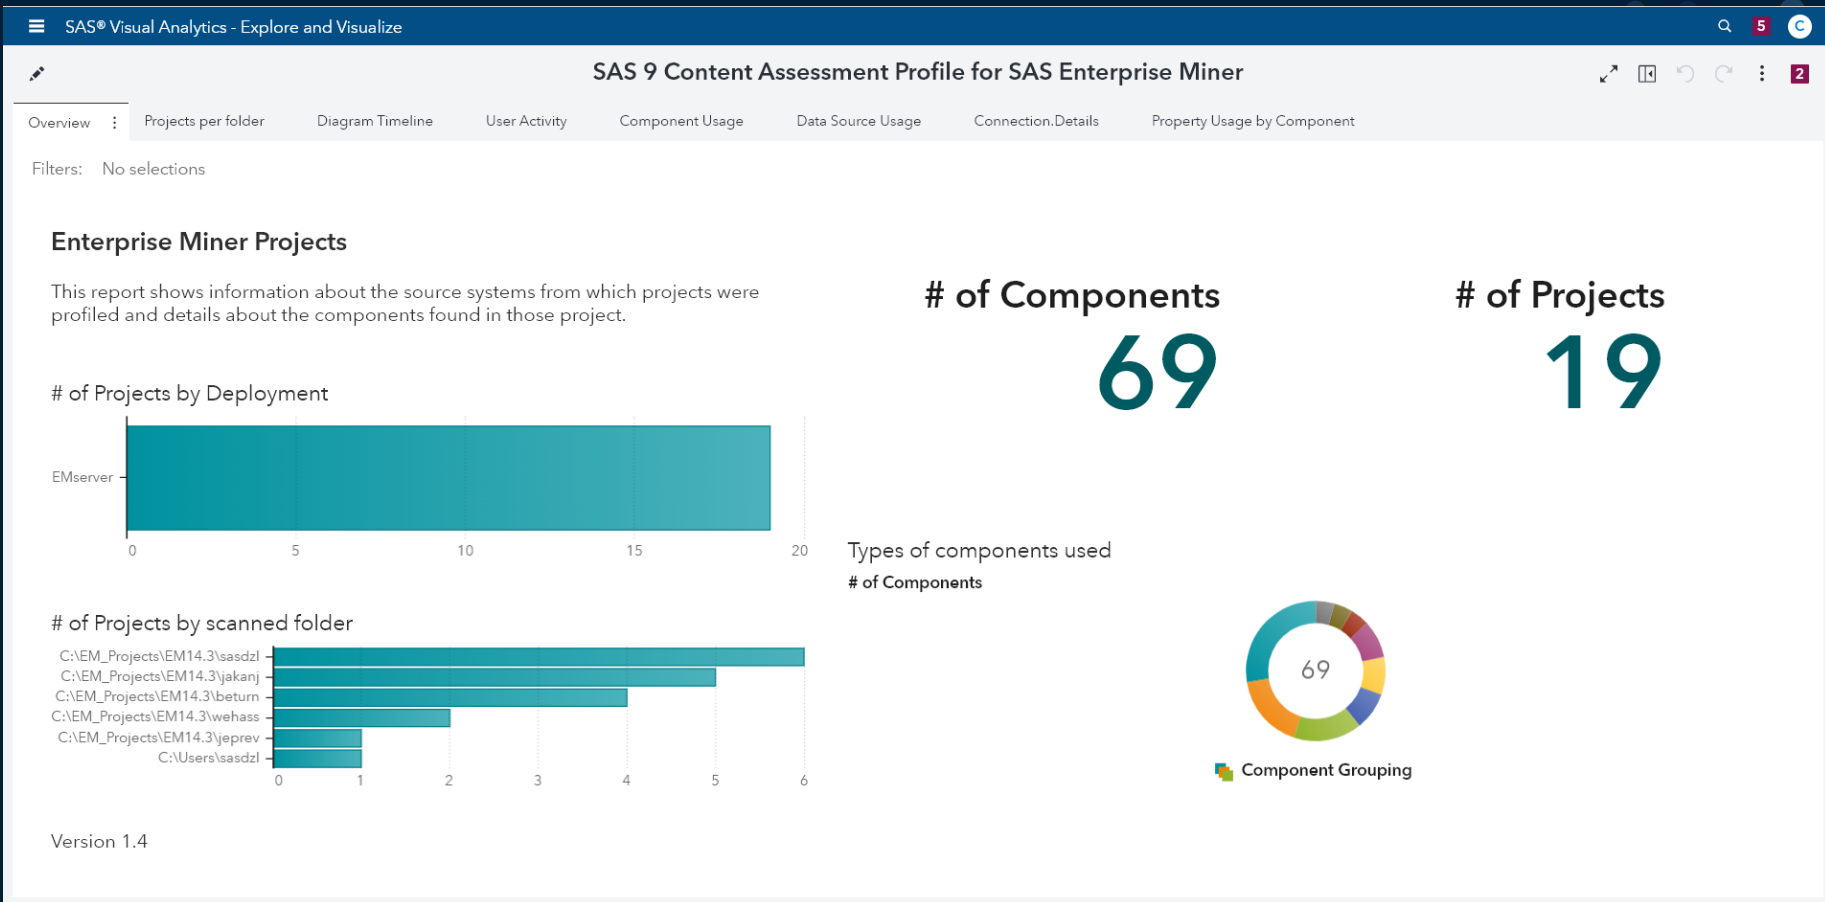 SAS® Visual Analytics - Explore and Visualize
5
C
SAS 9 Content Assessment Profile for SAS Enterprise Miner
2
Overview
Projects per folder
Diagram Timeline
User Activity
Component Usage
Data Source Usage
Connection.Details
Property Usage by Component
Filters: No selections
Enterprise Miner Projects
This report shows information about the source systems from which projects were
profiled and details about the components found in those project.
# of Components
69
# of Projects
19
# of Projects by Deployment
EMserver
0 5 10 15 20
# of Projects by scanned folder
C:\EM_Projects\EM14.3\sasdzl
C:\EM_Projects\EM14.3\jakanj
C:\EM_Projects\EM14.3\beturn
C:\EM_Projects\EM14.3\wehass
C:\EM_Projects\EM14.3\jeprev
C:\Users\sasdzl
0 1 2 3 4 5 6
Types of components used
# of Components
69
Component Grouping
Version 1.4